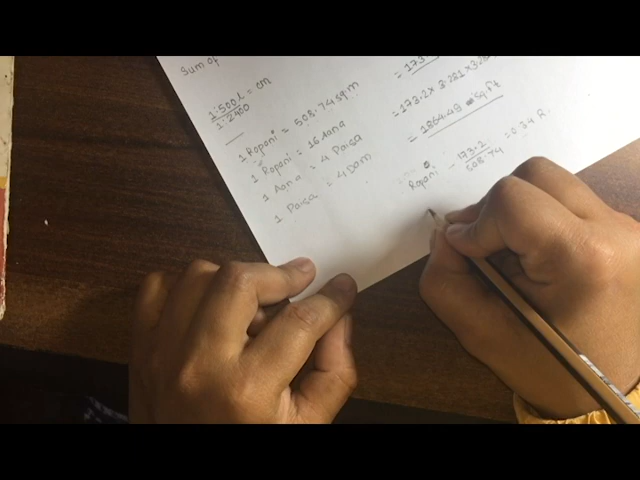 Sum of
1:500
1:2400
= cm
1 Ropani = 508.74 sqm
1 Ropani = 16 Aana
1 Aana = 4 Paisa
1 Paisa = 4 Dam
= 173.
= 173.2 x 3.281 x 3.28
= 1864.48 sq.ft
Ropani = 173.2 / 508.74 = 0.34 R.